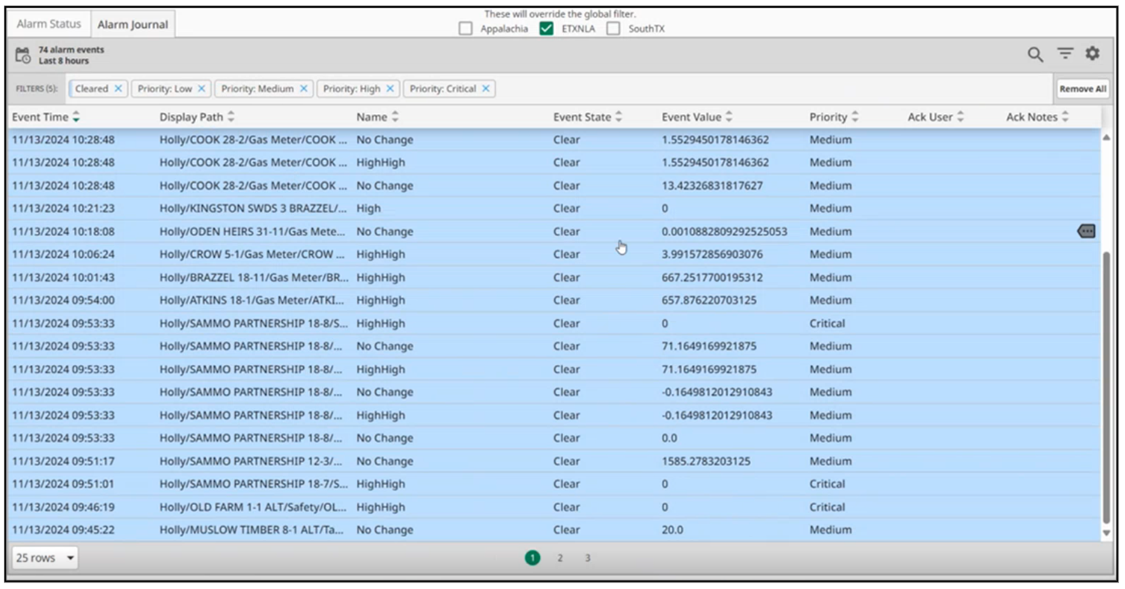 These will override the global filter.
Alarm Status Alarm Journal Appalachia ETXNLA SouthTX
74 alarm events
Last 8 hours
FILTERS (5): Cleared Priority: Low Priority: Medium Priority: High Priority: Critical Remove All
Event Time Display Path Name Event State Event Value Priority Ack User Ack Notes
11/13/2024 10:28:48 Holly/COOK 28-2/Gas Meter/COOK ... No Change Clear 1.5529450178146362 Medium
11/13/2024 10:28:48 Holly/COOK 28-2/Gas Meter/COOK ... HighHigh Clear 1.5529450178146362 Medium
11/13/2024 10:28:48 Holly/COOK 28-2/Gas Meter/COOK ... No Change Clear 13.42326831817627 Medium
11/13/2024 10:21:23 Holly/KINGSTON SWDS 3 BRAZZEL/... High Clear 0 Medium
11/13/2024 10:18:08 Holly/ODEN HEIRS 31-11/Gas Mete... No Change Clear 0.0010882809292525053 Medium
11/13/2024 10:06:24 Holly/CROW 5-1/Gas Meter/CROW ... HighHigh Clear 3.991572856903076 Medium
11/13/2024 10:01:43 Holly/BRAZZEL 18-11/Gas Meter/BR... HighHigh Clear 667.2517700195312 Medium
11/13/2024 09:54:00 Holly/ATKINS 18-1/Gas Meter/ATKI... HighHigh Clear 657.876220703125 Medium
11/13/2024 09:53:33 Holly/SAMMO PARTNERSHIP 18-8/S... HighHigh Clear 0 Critical
11/13/2024 09:53:33 Holly/SAMMO PARTNERSHIP 18-8/... No Change Clear 71.1649169921875 Medium
11/13/2024 09:53:33 Holly/SAMMO PARTNERSHIP 18-8/... HighHigh Clear 71.1649169921875 Medium
11/13/2024 09:53:33 Holly/SAMMO PARTNERSHIP 18-8/... No Change Clear -0.1649812012910843 Medium
11/13/2024 09:53:33 Holly/SAMMO PARTNERSHIP 18-8/... HighHigh Clear -0.1649812012910843 Medium
11/13/2024 09:53:33 Holly/SAMMO PARTNERSHIP 18-8/... No Change Clear 0.0 Medium
11/13/2024 09:51:17 Holly/SAMMO PARTNERSHIP 12-3/... No Change Clear 1585.2783203125 Medium
11/13/2024 09:51:01 Holly/SAMMO PARTNERSHIP 18-7/S... HighHigh Clear 0 Critical
11/13/2024 09:46:19 Holly/OLD FARM 1-1 ALT/Safety/OL... HighHigh Clear 0 Critical
11/13/2024 09:45:22 Holly/MUSLOW TIMBER 8-1 ALT/Ta... No Change Clear 20.0 Medium
25 rows 1 2 3